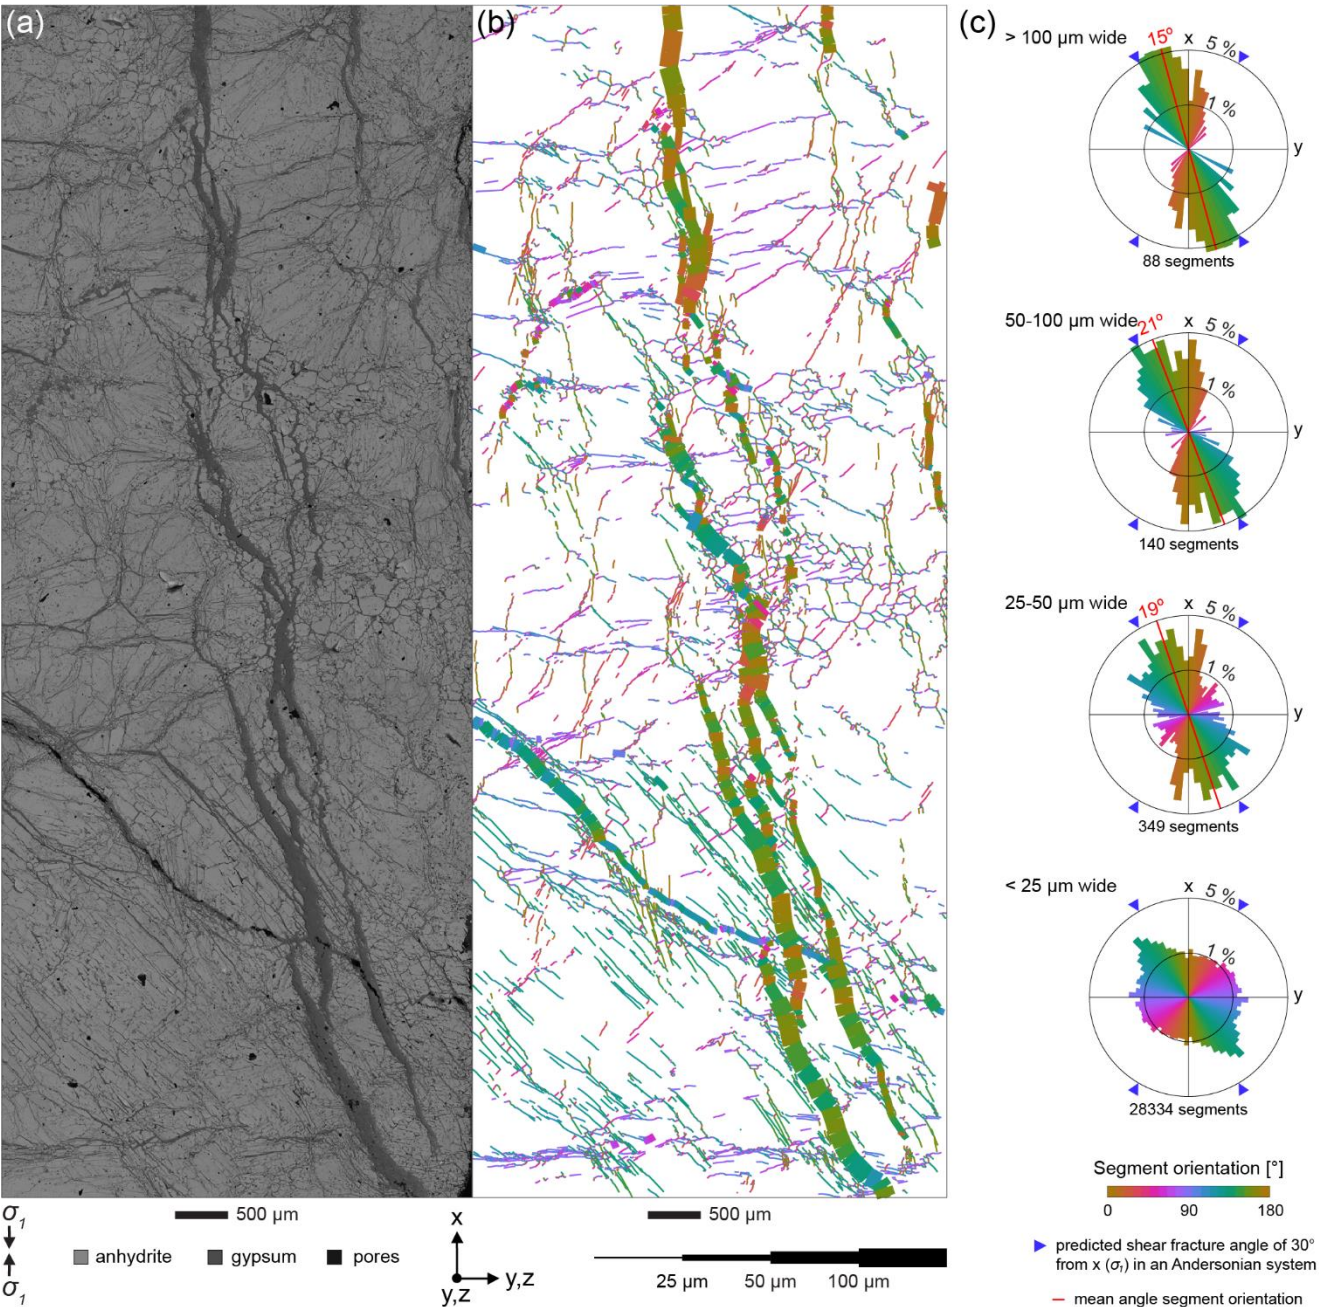 (a)
(b)
(c)
> 100 µm wide
15º
x
5 %
1 %
y
88 segments
50-100 µm wide
21º
x
5 %
1 %
y
140 segments
25-50 µm wide
19º
x
5 %
1 %
y
349 segments
< 25 µm wide
x
5 %
1 %
y
28334 segments
Segment orientation [°]
0 90 180
predicted shear fracture angle of 30°
from x (σ1) in an Andersonian system
mean angle segment orientation
σ1
σ1
500 µm
anhydrite gypsum pores
x
y,z
y,z
500 µm
25 µm 50 µm 100 µm